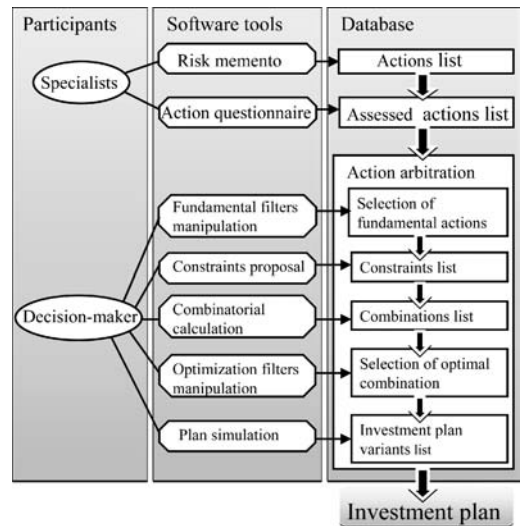 Participants
Software tools
Database
Specialists
Risk memento
Actions list
Action questionnaire
Assessed actions list
Action arbitration
Fundamental filters
manipulation
Selection of
fundamental actions
Constraints proposal
Constraints list
Decision-maker
Combinatorial
calculation
Combinations list
Optimization filters
manipulation
Selection of optimal
combination
Plan simulation
Investment plan
variants list
Investment plan